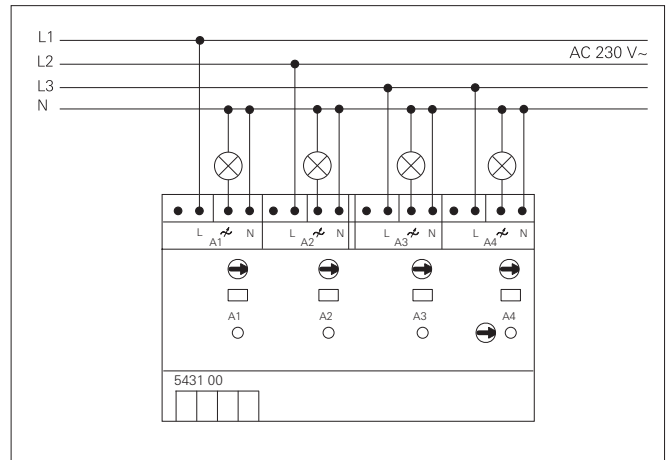 L1
AC 230 V~
L2
L3
N
L N L N L N L N
A1 A2 A3 A4
A1 A2 A3 A4
5431 00